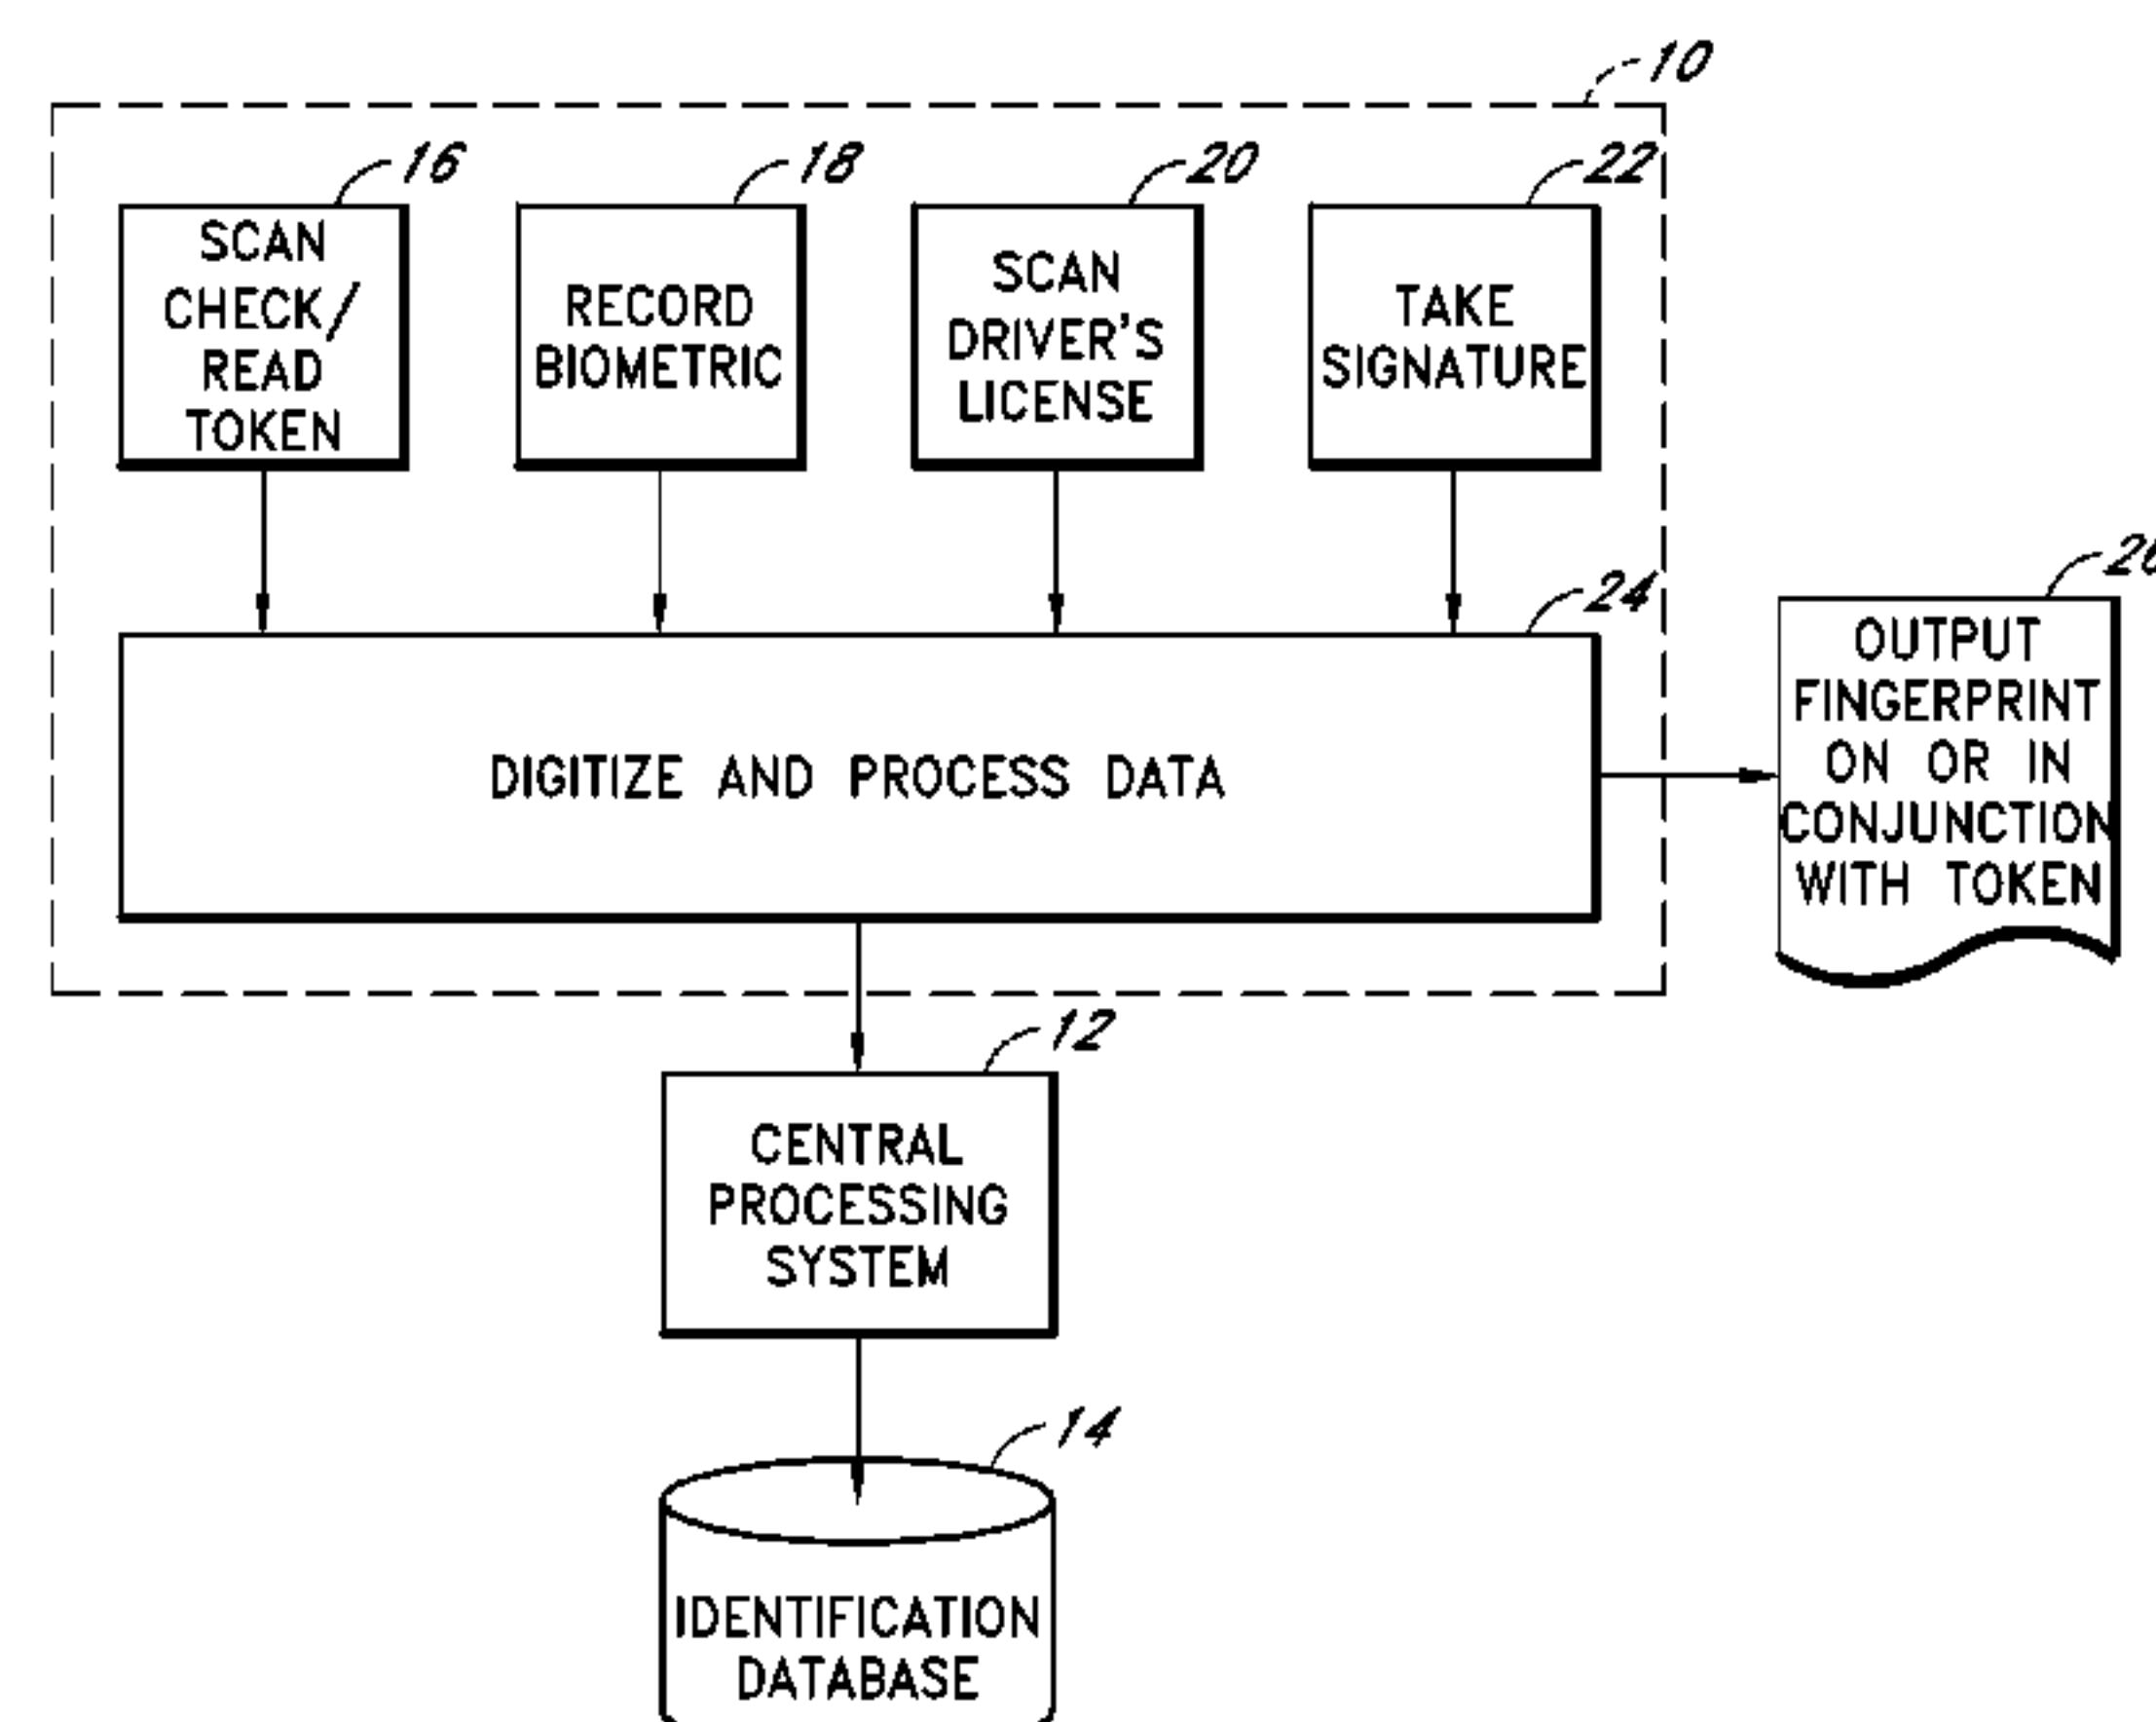 10
16
18
20
22
SCAN
CHECK/
READ
TOKEN
RECORD
BIOMETRIC
SCAN
DRIVER'S
LICENSE
TAKE
SIGNATURE
24
DIGITIZE AND PROCESS DATA
OUTPUT
FINGERPRINT
ON OR IN
CONJUNCTION
WITH TOKEN
12
CENTRAL
PROCESSING
SYSTEM
14
IDENTIFICATION
DATABASE